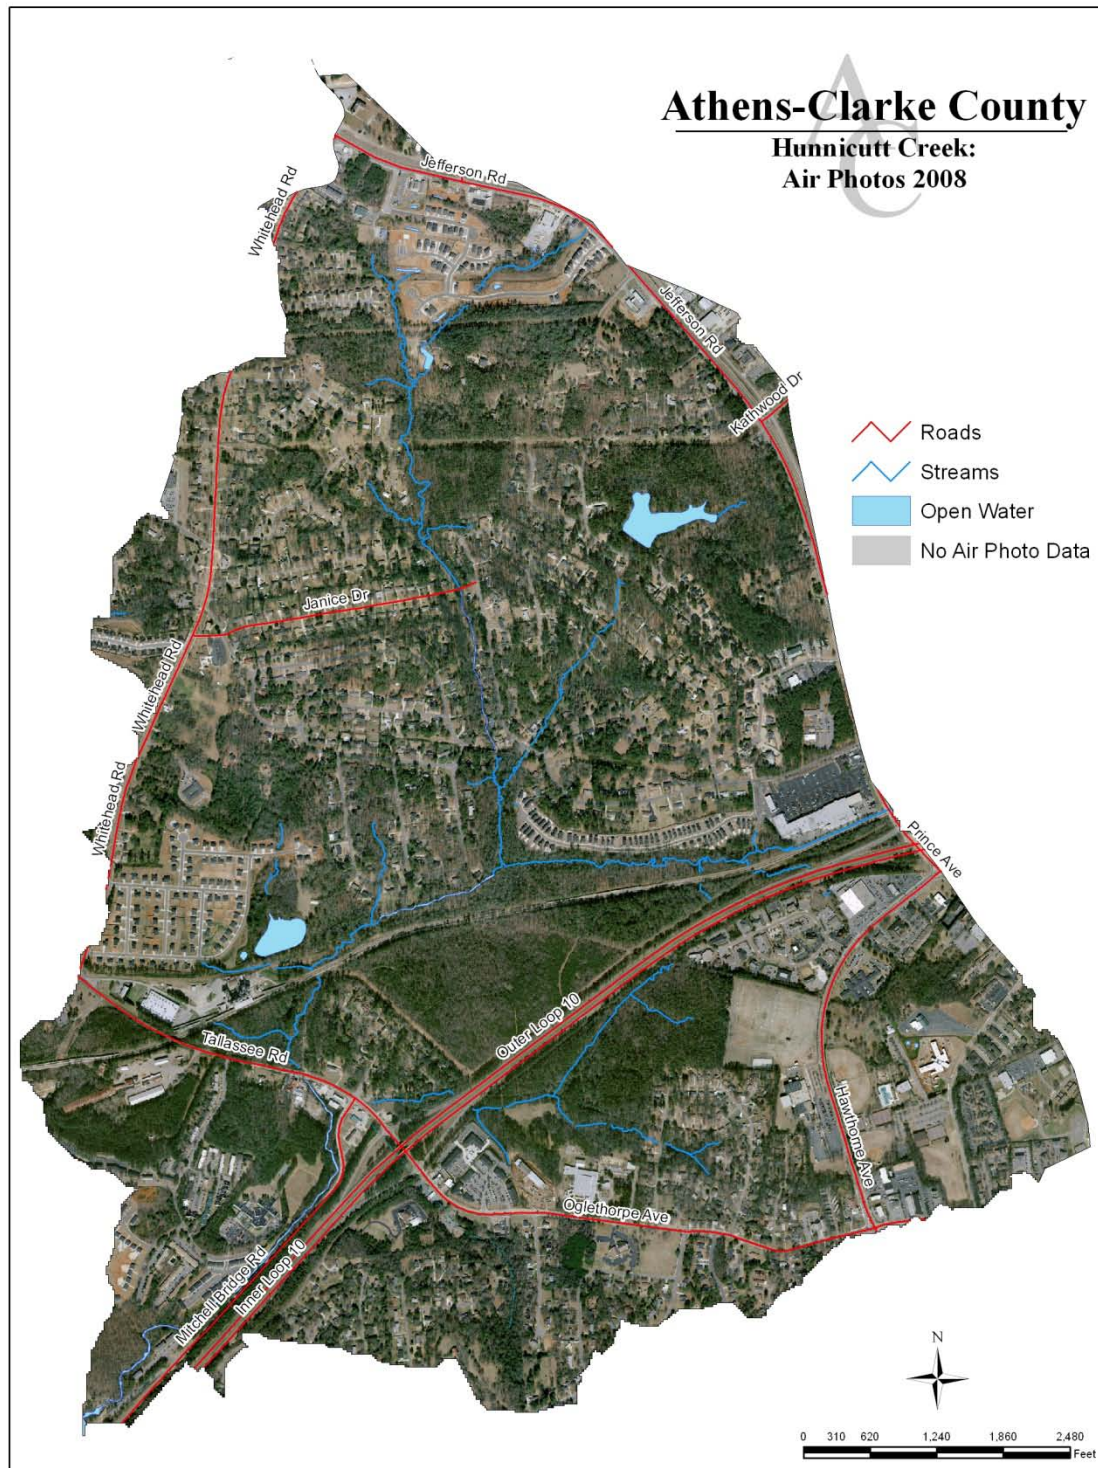 AC
Athens-Clarke County
Hunnicutt Creek:
Air Photos 2008
Jefferson Rd
Whitehead Rd
Jefferson Rd
Kathwood Dr
Roads
Streams
Open Water
No Air Photo Data
Janice Dr
Whitehead Rd
Whitehead Rd
Prince Ave
Outer Loop 10
Tallassee Rd
Hawthorne Ave
Oglethorpe Ave
Mitchell Bridge Rd
Inner Loop 10
N
0 310 620 1,240 1,860 2,480
Feet